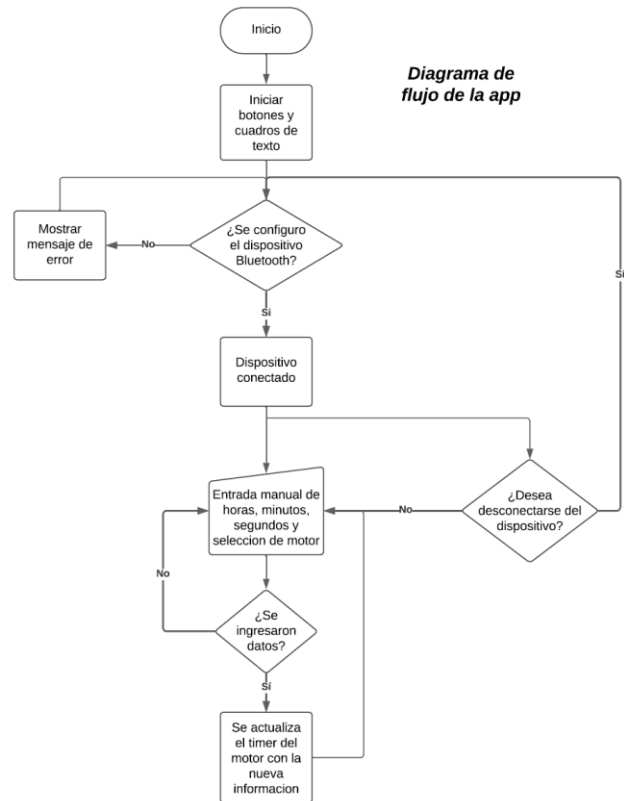 Inicio
Diagrama de
flujo de la app
Iniciar
botones y
cuadros de
texto
¿Se configuro
el dispositivo
Bluetooth?
No
Mostrar
mensaje de
error
Sí
Sí
Dispositivo
conectado
Entrada manual de
horas, minutos,
segundos y
seleccion de motor
No
¿Desea
desconectarse del
dispositivo?
No
¿Se
ingresaron
datos?
Sí
Se actualiza
el timer del
motor con la
nueva
informacion